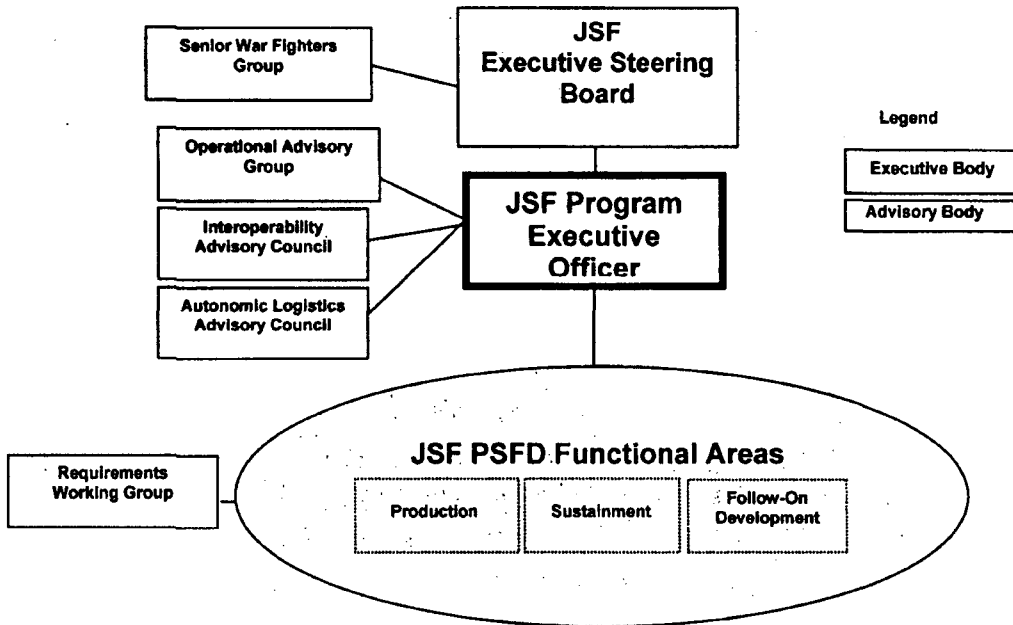 Senior War Fighters
Group
JSF
Executive Steering
Board
Legend
Executive Body
Advisory Body
Operational Advisory
Group
Interoperability
Advisory Council
Autonomic Logistics
Advisory Council
JSF Program
Executive
Officer
JSF PSFD Functional Areas
Requirements
Working Group
Production
Sustainment
Follow-On
Development